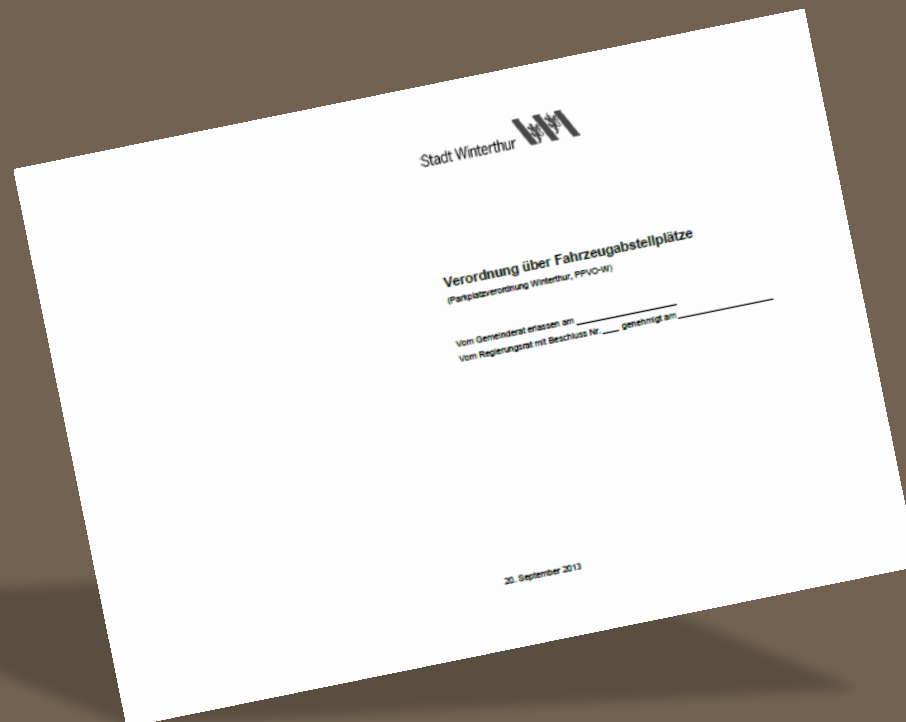 Stadt Winterthur
Verordnung über Fahrzeugabstellplätze
(Parkplatzverordnung Winterthur, PPVO-W)
Vom Gemeinderat erlassen am
Vom Regierungsrat mit Beschluss Nr. ___ genehmigt am
20. September 2013